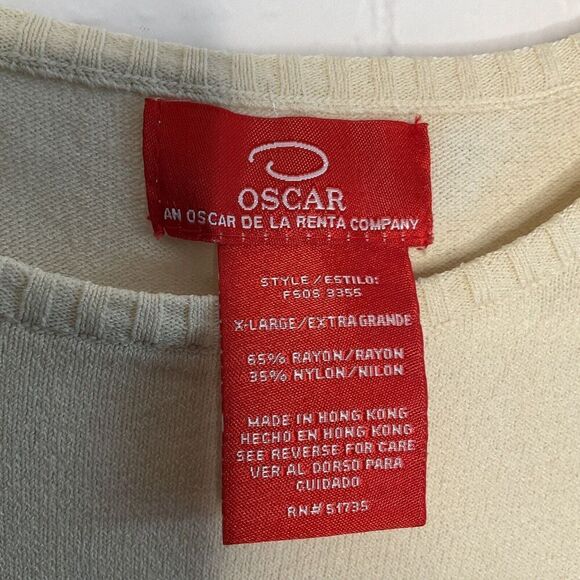 OSCAR
AN OSCAR DE LA RENTA COMPANY
STYLE/ESTILO:
FSOS 3355
X-LARGE/EXTRA GRANDE
65% RAYON/RAYON
35% NYLON/NILON
MADE IN HONG KONG
HECHO EN HONG KONG
SEE REVERSE FOR CARE
VER AL DORSO PARA
CUIDADO
RN# 51735